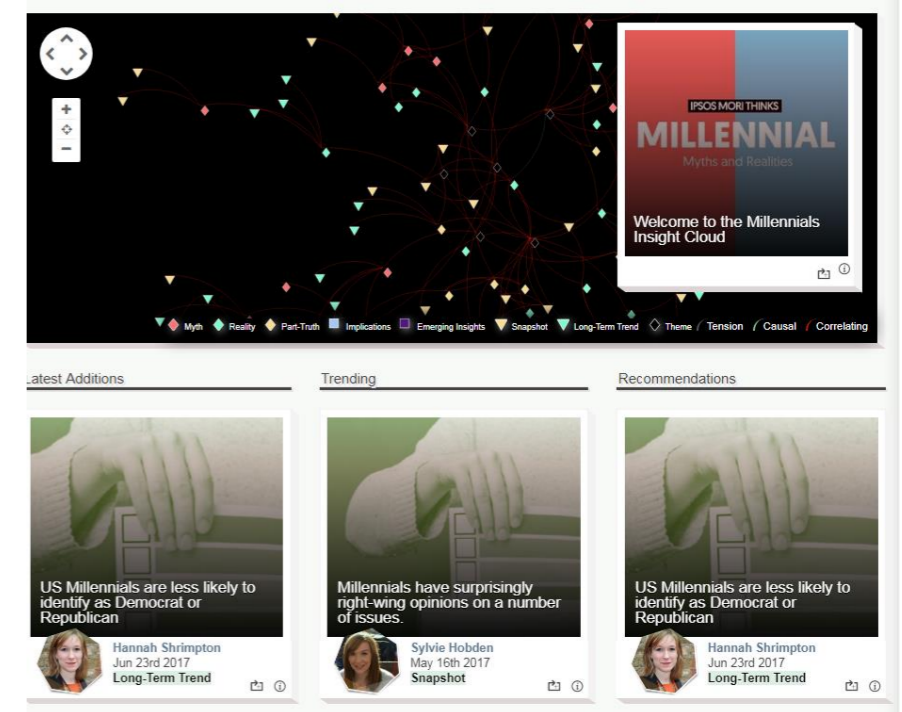 IPSOS MORI THINKS
MILLENNIAL
Myths and Realities
Welcome to the Millennials
Insight Cloud
Myth Reality Part-Truth Implications Emerging Insights Snapshot Long-Term Trend Theme Tension Causal Correlating
Latest Additions
Trending
Recommendations
US Millennials are less likely to
identify as Democrat or
Republican
Hannah Shrimpton
Jun 23rd 2017
Long-Term Trend
Millennials have surprisingly
right-wing opinions on a number
of issues.
Sylvie Hobden
May 16th 2017
Snapshot
US Millennials are less likely to
identify as Democrat or
Republican
Hannah Shrimpton
Jun 23rd 2017
Long-Term Trend